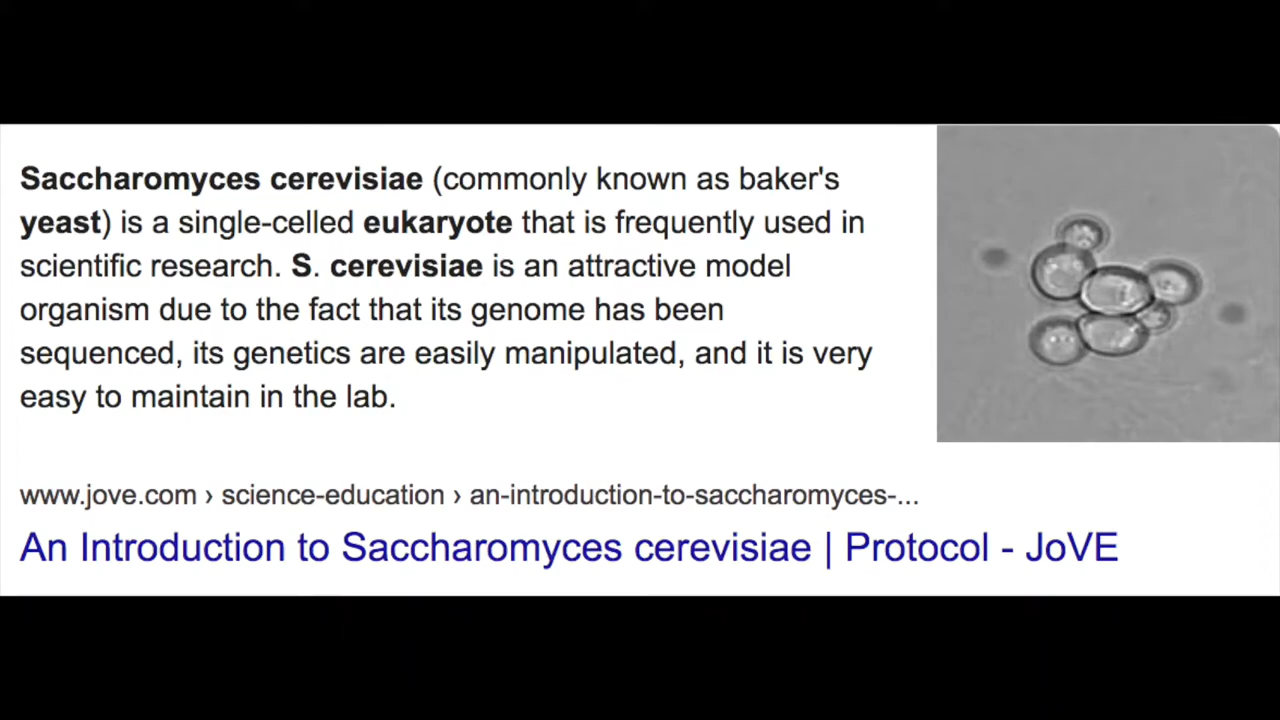 Saccharomyces cerevisiae (commonly known as baker's
yeast) is a single-celled eukaryote that is frequently used in
scientific research. S. cerevisiae is an attractive model
organism due to the fact that its genome has been
sequenced, its genetics are easily manipulated, and it is very
easy to maintain in the lab.
www.jove.com › science-education › an-introduction-to-saccharomyces-...
An Introduction to Saccharomyces cerevisiae | Protocol - JoVE